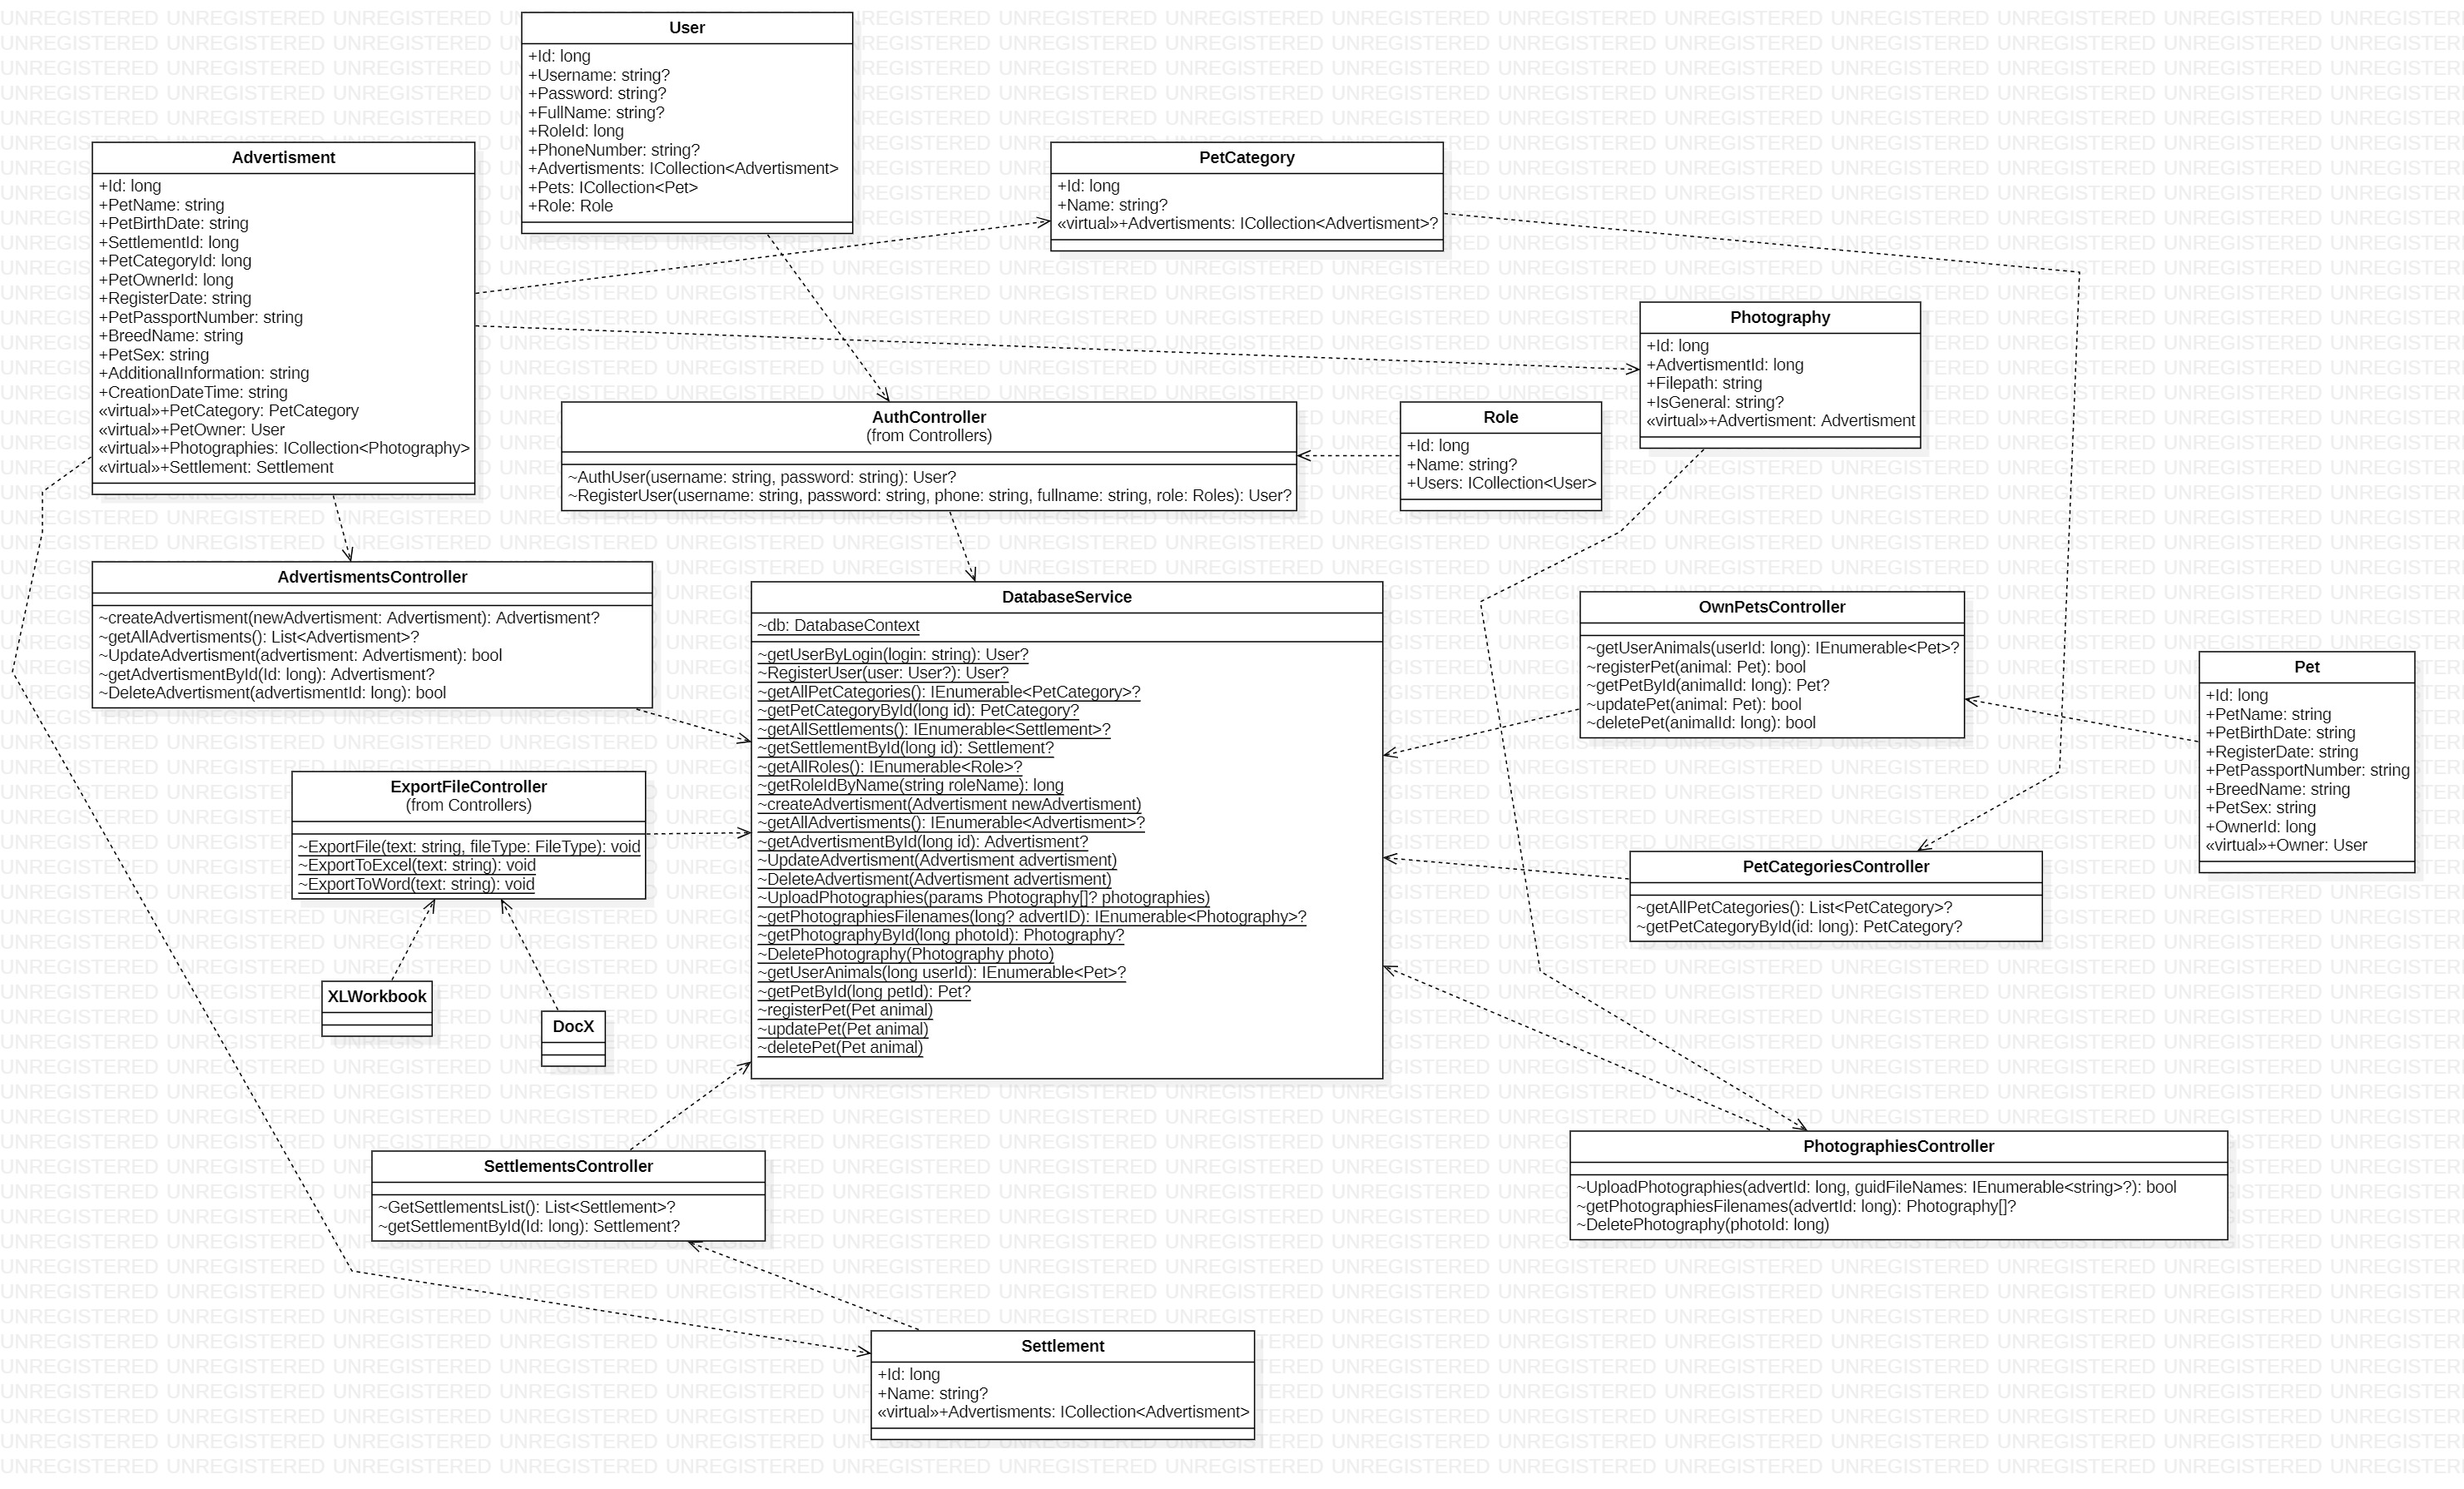 User
+Id: long
+Username: string?
+Password: string?
+FullName: string?
+RoleId: long
+PhoneNumber: string?
+Advertisments: ICollection<Advertisment>
+Pets: ICollection<Pet>
+Role: Role
Advertisment
+Id: long
+PetName: string
+PetBirthDate: string
+SettlementId: long
+PetCategoryId: long
+PetOwnerId: long
+RegisterDate: string
+PetPassportNumber: string
+BreedName: string
+PetSex: string
+AdditionalInformation: string
+CreationDateTime: string
«virtual»+PetCategory: PetCategory
«virtual»+PetOwner: User
«virtual»+Photographies: ICollection<Photography>
«virtual»+Settlement: Settlement
PetCategory
+Id: long
+Name: string?
«virtual»+Advertisments: ICollection<Advertisment>?
Photography
+Id: long
+AdvertismentId: long
+Filepath: string
+IsGeneral: string?
«virtual»+Advertisment: Advertisment
AuthController
(from Controllers)
~AuthUser(username: string, password: string): User?
~RegisterUser(username: string, password: string, phone: string, fullname: string, role: Roles): User?
Role
+Id: long
+Name: string?
+Users: ICollection<User>
AdvertismentsController
~createAdvertisment(newAdvertisment: Advertisment): Advertisment?
~getAllAdvertisments(): List<Advertisment>?
~UpdateAdvertisment(advertisment: Advertisment): bool
~getAdvertismentById(Id: long): Advertisment?
~DeleteAdvertisment(advertismentId: long): bool
DatabaseService
~db: DatabaseContext
~getUserByLogin(login: string): User?
~RegisterUser(user: User?): User?
~getAllPetCategories(): IEnumerable<PetCategory>?
~getPetCategoryById(long id): PetCategory?
~getAllSettlements(): IEnumerable<Settlement>?
~getSettlementById(long id): Settlement?
~getAllRoles(): IEnumerable<Role>?
~getRoleIdByName(string roleName): long
~createAdvertisment(Advertisment newAdvertisment)
~getAllAdvertisments(): IEnumerable<Advertisment>?
~getAdvertismentById(long id): Advertisment?
~UpdateAdvertisment(Advertisment advertisment)
~DeleteAdvertisment(Advertisment advertisment)
~UploadPhotographies(params Photography[]? photographies)
~getPhotographiesFilenames(long? advertID): IEnumerable<Photography>?
~getPhotographyById(long photoId): Photography?
~DeletePhotography(Photography photo)
~getUserAnimals(long userId): IEnumerable<Pet>?
~getPetById(long petId): Pet?
~registerPet(Pet animal)
~updatePet(Pet animal)
~deletePet(Pet animal)
OwnPetsController
~getUserAnimals(userId: long): IEnumerable<Pet>?
~registerPet(animal: Pet): bool
~getPetById(animalId: long): Pet?
~updatePet(animal: Pet): bool
~deletePet(animalId: long): bool
Pet
+Id: long
+PetName: string
+PetBirthDate: string
+RegisterDate: string
+PetPassportNumber: string
+BreedName: string
+PetSex: string
+OwnerId: long
«virtual»+Owner: User
ExportFileController
(from Controllers)
~ExportFile(text: string, fileType: FileType): void
~ExportToExcel(text: string): void
~ExportToWord(text: string): void
PetCategoriesController
~getAllPetCategories(): List<PetCategory>?
~getPetCategoryById(id: long): PetCategory?
XLWorkbook
DocX
SettlementsController
~GetSettlementsList(): List<Settlement>?
~getSettlementById(Id: long): Settlement?
PhotographiesController
~UploadPhotographies(advertId: long, guidFileNames: IEnumerable<string>?): bool
~getPhotographiesFilenames(advertId: long): Photography[]?
~DeletePhotography(photoId: long)
Settlement
+Id: long
+Name: string?
«virtual»+Advertisments: ICollection<Advertisment>
UNREGISTERED